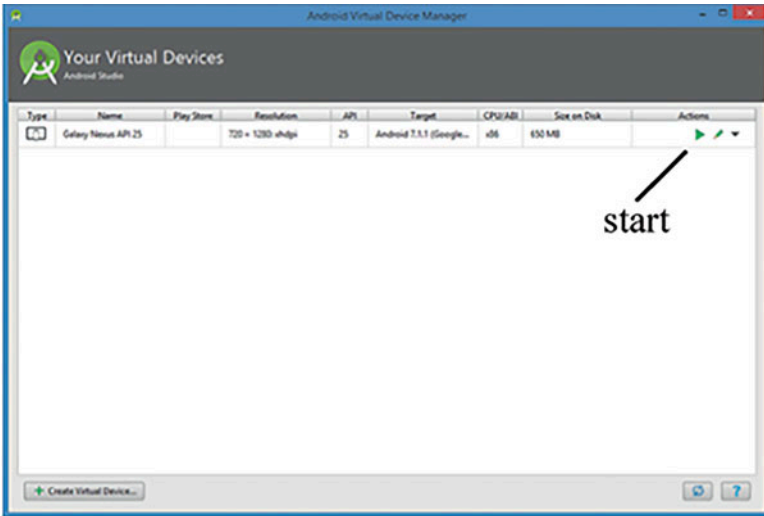 Android Virtual Device Manager
Your Virtual Devices
Android Studio
Type Name Play Store Resolution API Target CPU/ABI Size on Disk Actions
Galaxy Nexus API 25 720 × 1280: xhdpi 25 Android 7.1.1 (Google... x86 650 MB
start
+ Create Virtual Device...
?